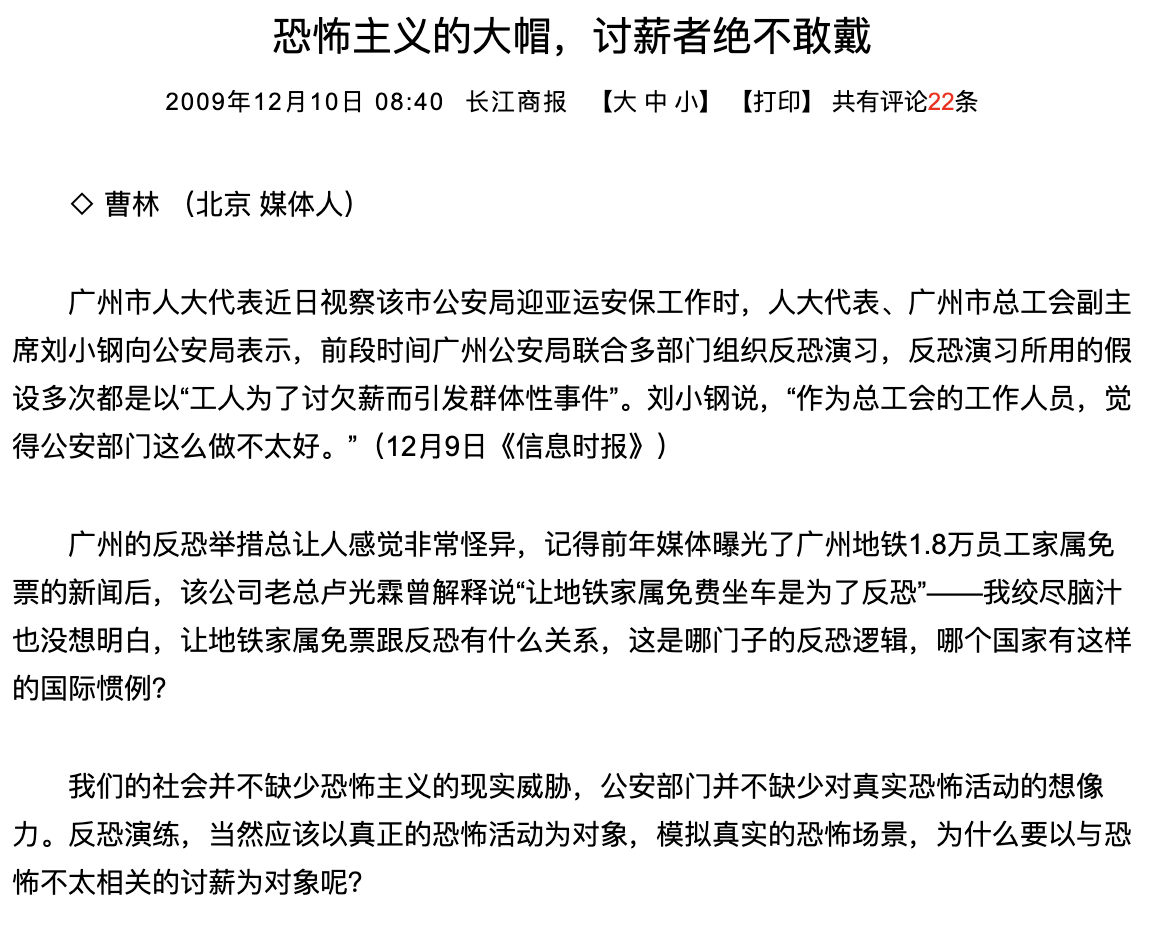 恐怖主义的大帽，讨薪者绝不敢戴
2009年12月10日 08:40 长江商报 【大 中 小】 【打印】 共有评论22条
◇ 曹林 （北京 媒体人）
广州市人大代表近日视察该市公安局迎亚运安保工作时，人大代表、广州市总工会副主
席刘小钢向公安局表示，前段时间广州公安局联合多部门组织反恐演习，反恐演习所用的假
设多次都是以“工人为了讨欠薪而引发群体性事件”。刘小钢说，“作为总工会的工作人员，觉
得公安部门这么做不太好。”（12月9日《信息时报》）
广州的反恐举措总让人感觉非常怪异，记得前年媒体曝光了广州地铁1.8万员工家属免
票的新闻后，该公司老总卢光霖曾解释说“让地铁家属免费坐车是为了反恐”——我绞尽脑汁
也没想明白，让地铁家属免票跟反恐有什么关系，这是哪门子的反恐逻辑，哪个国家有这样
的国际惯例?
我们的社会并不缺少恐怖主义的现实威胁，公安部门并不缺少对真实恐怖活动的想像
力。反恐演练，当然应该以真正的恐怖活动为对象，模拟真实的恐怖场景，为什么要以与恐
怖不太相关的讨薪为对象呢?